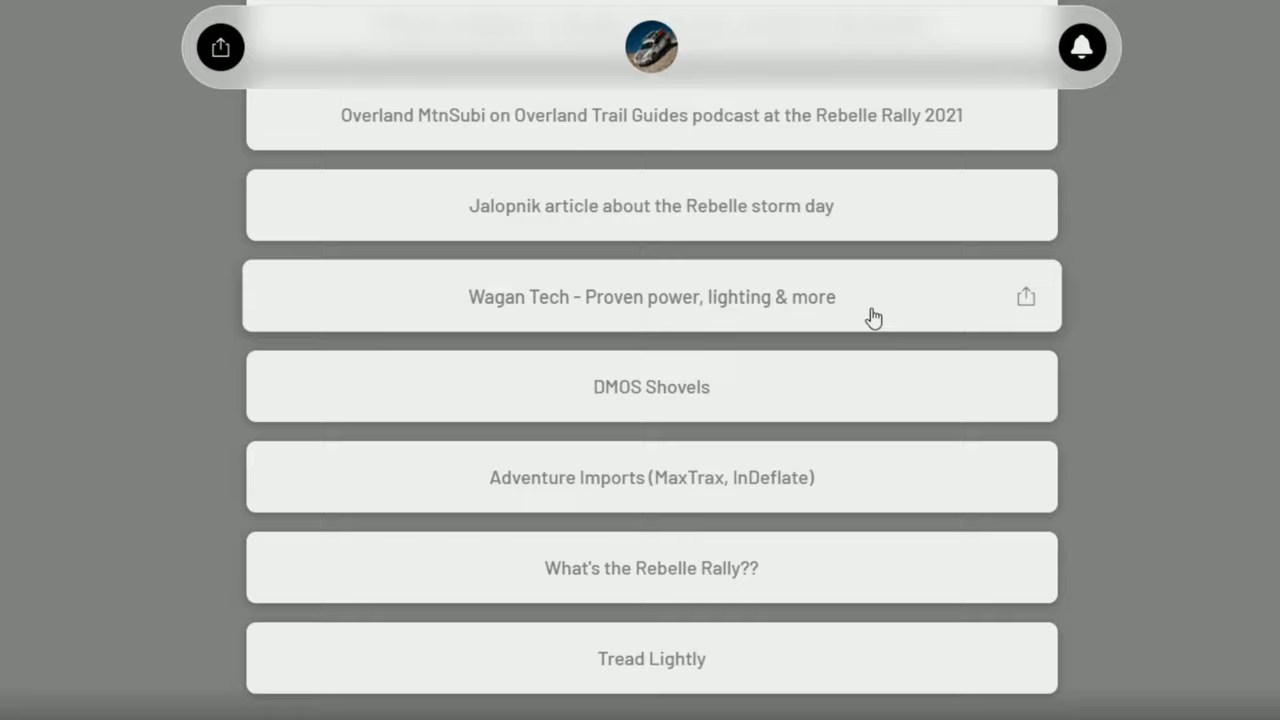 Overland MtnSubi on Overland Trail Guides podcast at the Rebelle Rally 2021
Jalopnik article about the Rebelle storm day
Wagan Tech - Proven power, lighting & more
DMOS Shovels
Adventure Imports (MaxTrax, InDeflate)
What's the Rebelle Rally??
Tread Lightly